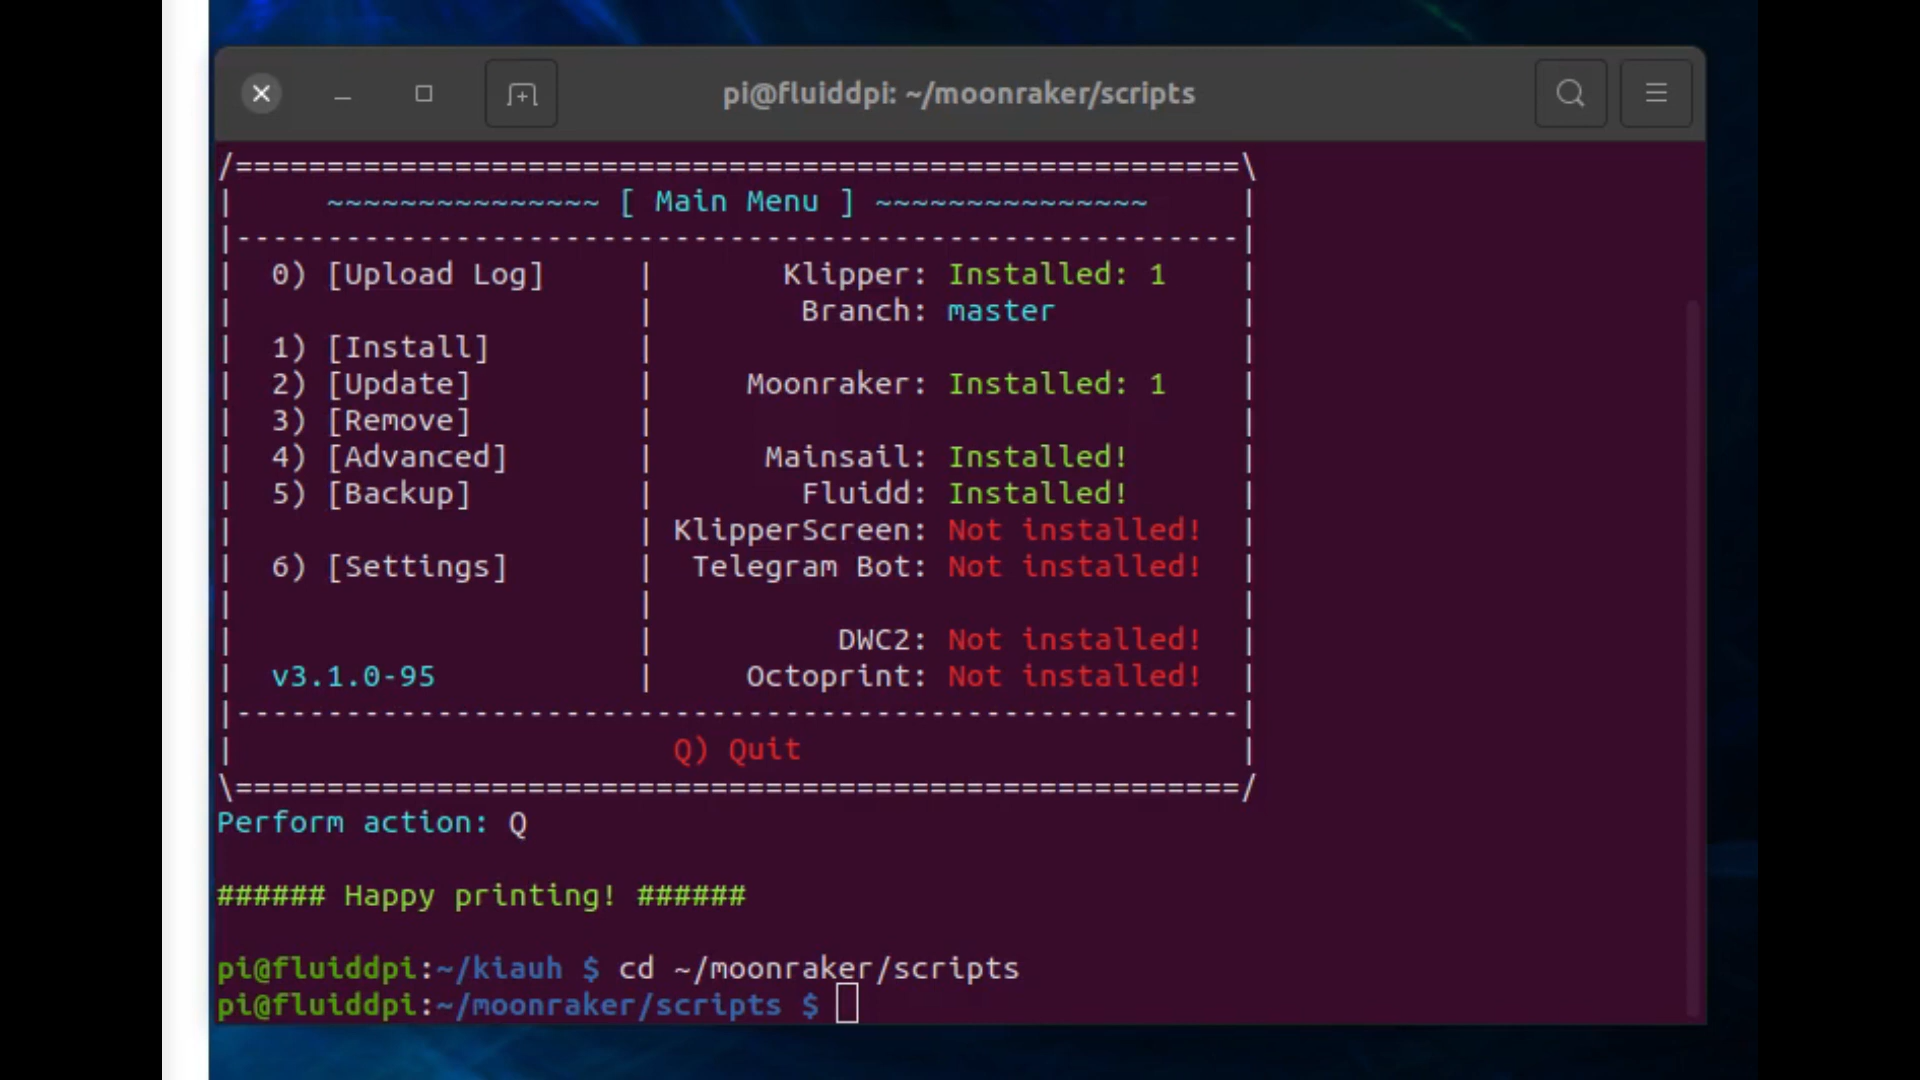 pi@fluiddpi: ~/moonraker/scripts
/=======================================================\
|     ~~~~~~~~~~~~~~~ [ Main Menu ] ~~~~~~~~~~~~~~~     |
|-------------------------------------------------------|
|  0) [Upload Log]     |       Klipper: Installed: 1    |
|                      |        Branch: master          |
|  1) [Install]        |                                |
|  2) [Update]         |     Moonraker: Installed: 1    |
|  3) [Remove]         |                                |
|  4) [Advanced]       |      Mainsail: Installed!      |
|  5) [Backup]         |        Fluidd: Installed!      |
|                      | KlipperScreen: Not installed!  |
|  6) [Settings]       |  Telegram Bot: Not installed!  |
|                      |                                |
|                      |          DWC2: Not installed!  |
|  v3.1.0-95           |     Octoprint: Not installed!  |
|-------------------------------------------------------|
|                        Q) Quit                        |
\=======================================================/
Perform action: Q
###### Happy printing! ######
pi@fluiddpi:~/kiauh $ cd ~/moonraker/scripts
pi@fluiddpi:~/moonraker/scripts $